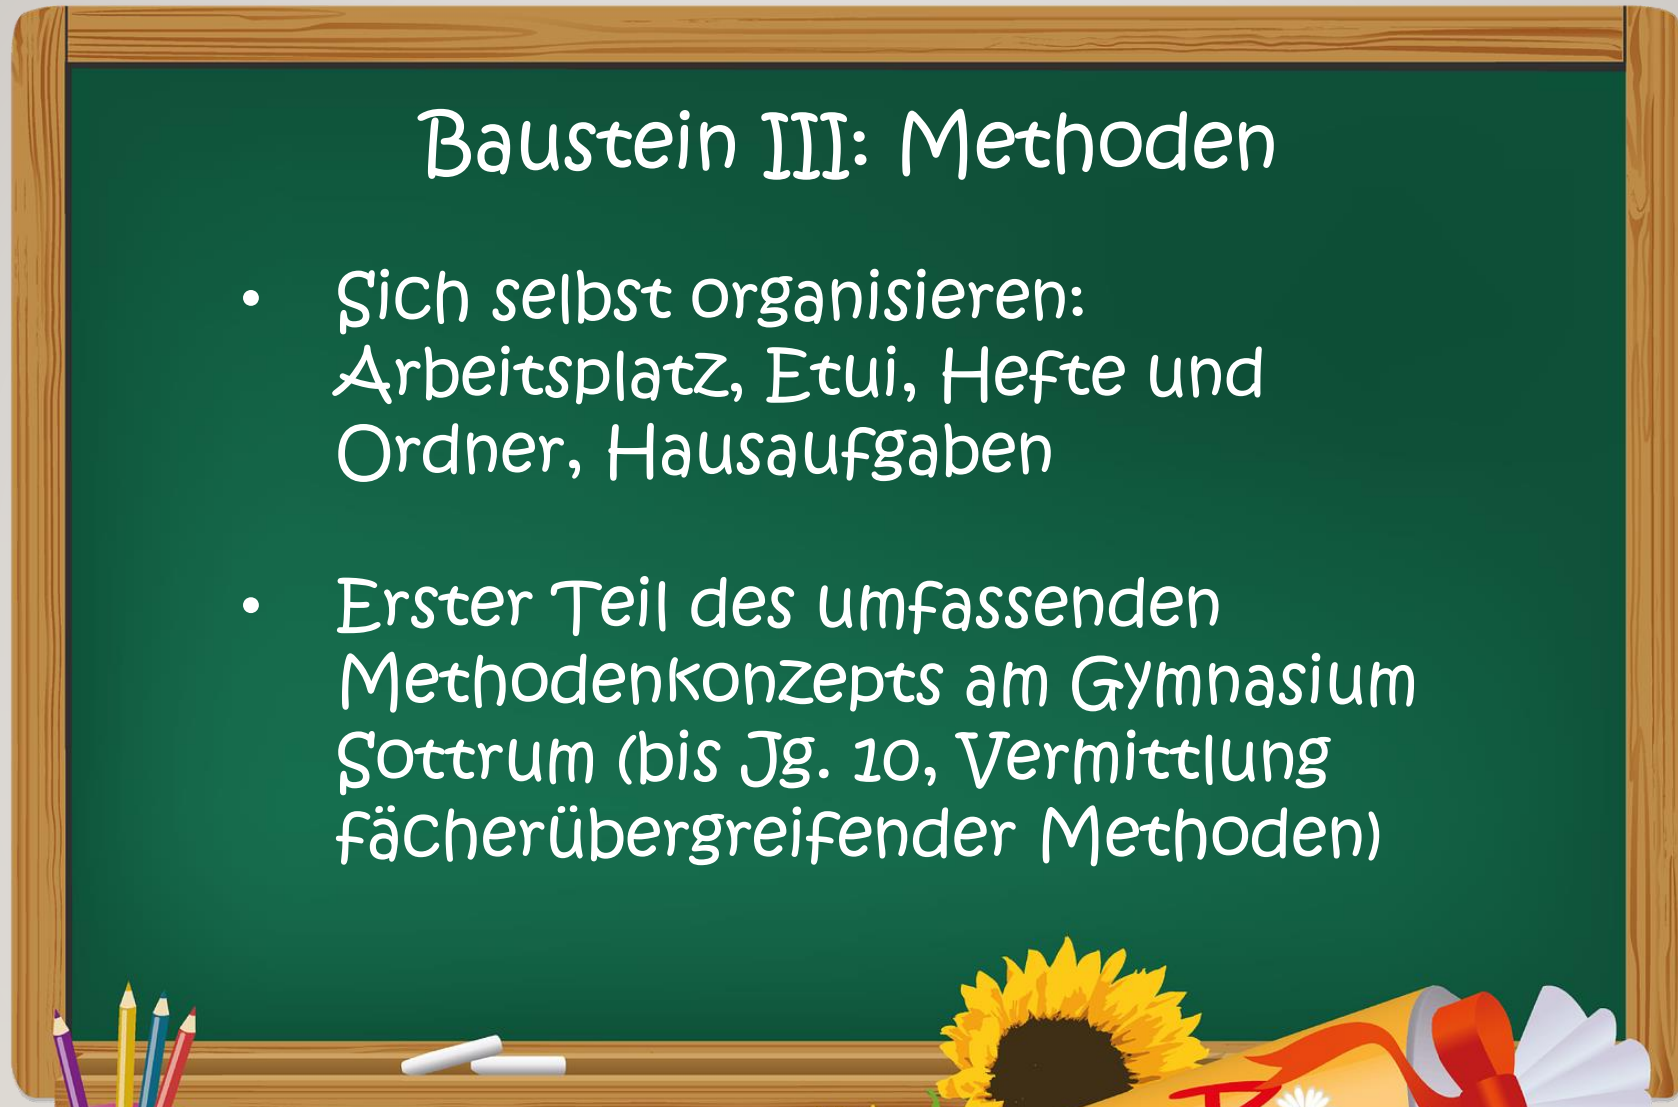 Baustein III: Methoden
• Sich selbst organisieren:
Arbeitsplatz, Etui, Hefte und
Ordner, Hausaufgaben
• Erster Teil des umfassenden
Methodenkonzepts am Gymnasium
Sottrum (bis Jg. 10, Vermittlung
fächerübergreifender Methoden)